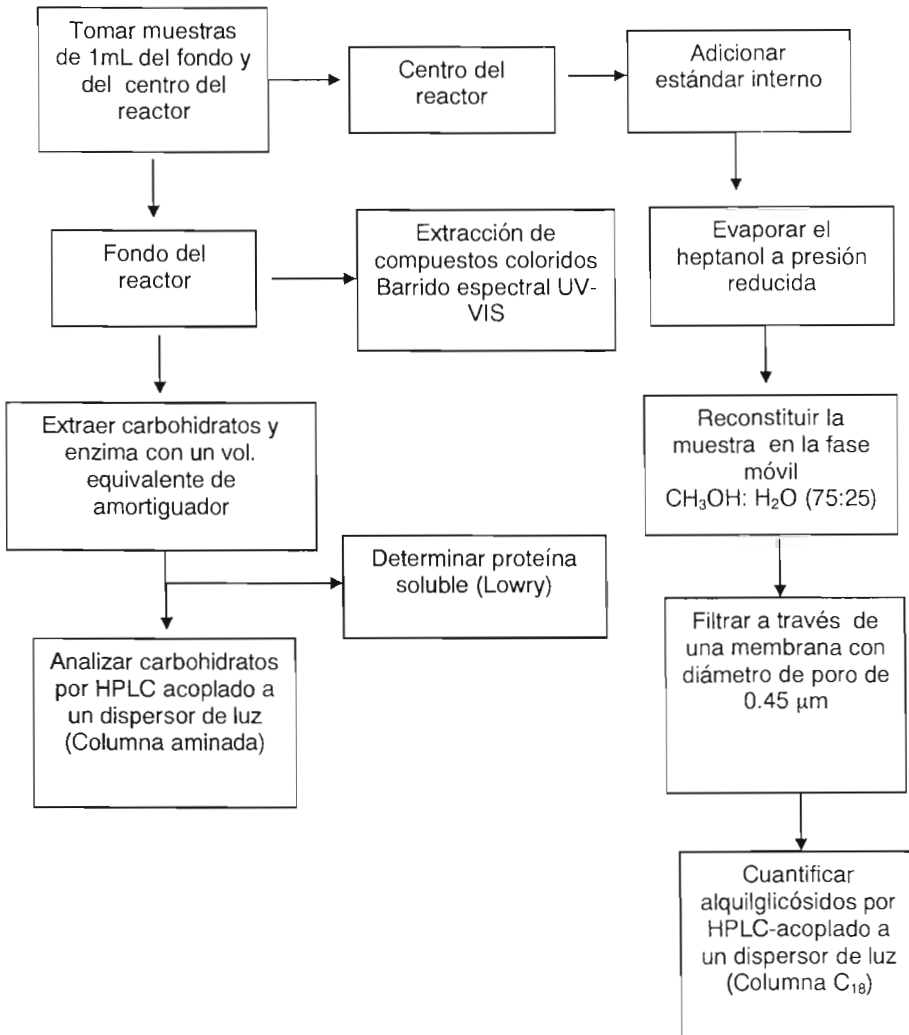 Tomar muestras
de 1mL del fondo y
del centro del
reactor
Centro del
reactor
Adicionar
estándar interno
Fondo del
reactor
Extracción de
compuestos coloridos
Barrido espectral UV-
VIS
Evaporar el
heptanol a presión
reducida
Extraer carbohidratos y
enzima con un vol.
equivalente de
amortiguador
Reconstituir la
muestra en la fase
móvil
CH₃OH: H₂O (75:25)
Determinar proteína
soluble (Lowry)
Analizar carbohidratos
por HPLC acoplado a
un dispersor de luz
(Columna aminada)
Filtrar a través de
una membrana con
diámetro de poro de
0.45 μm
Cuantificar
alquilglicósidos por
HPLC-acoplado a
un dispersor de luz
(Columna C₁₈)